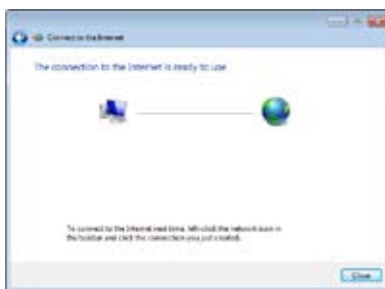 Connect to the Internet
The connection to the Internet is ready to use
To connect to the Internet next time, left-click the network icon in
the taskbar and click the connection you just created.
Close